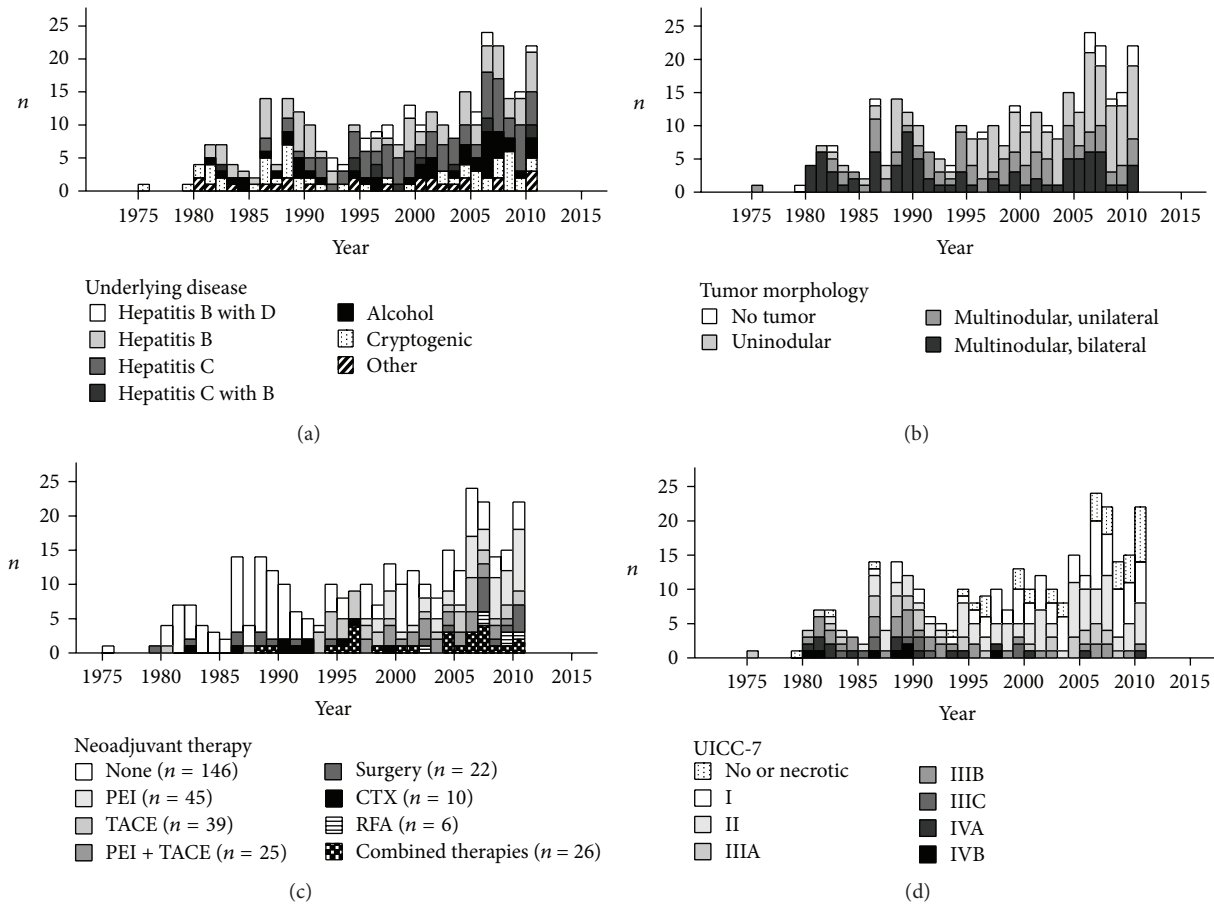 25
20
15
n
10
5
0
1975 1980 1985 1990 1995 2000 2005 2010 2015
Year
Underlying disease
Hepatitis B with D
Hepatitis B
Hepatitis C
Hepatitis C with B
Alcohol
Cryptogenic
Other
(a)
25
20
15
n
10
5
0
1975 1980 1985 1990 1995 2000 2005 2010 2015
Year
Tumor morphology
No tumor
Uninodular
Multinodular, unilateral
Multinodular, bilateral
(b)
25
20
15
n
10
5
0
1975 1980 1985 1990 1995 2000 2005 2010 2015
Year
Neoadjuvant therapy
None (n = 146)
PEI (n = 45)
TACE (n = 39)
PEI + TACE (n = 25)
Surgery (n = 22)
CTX (n = 10)
RFA (n = 6)
Combined therapies (n = 26)
(c)
25
20
15
n
10
5
0
1975 1980 1985 1990 1995 2000 2005 2010 2015
Year
UICC-7
No or necrotic
I
II
IIIA
IIIB
IIIC
IVA
IVB
(d)